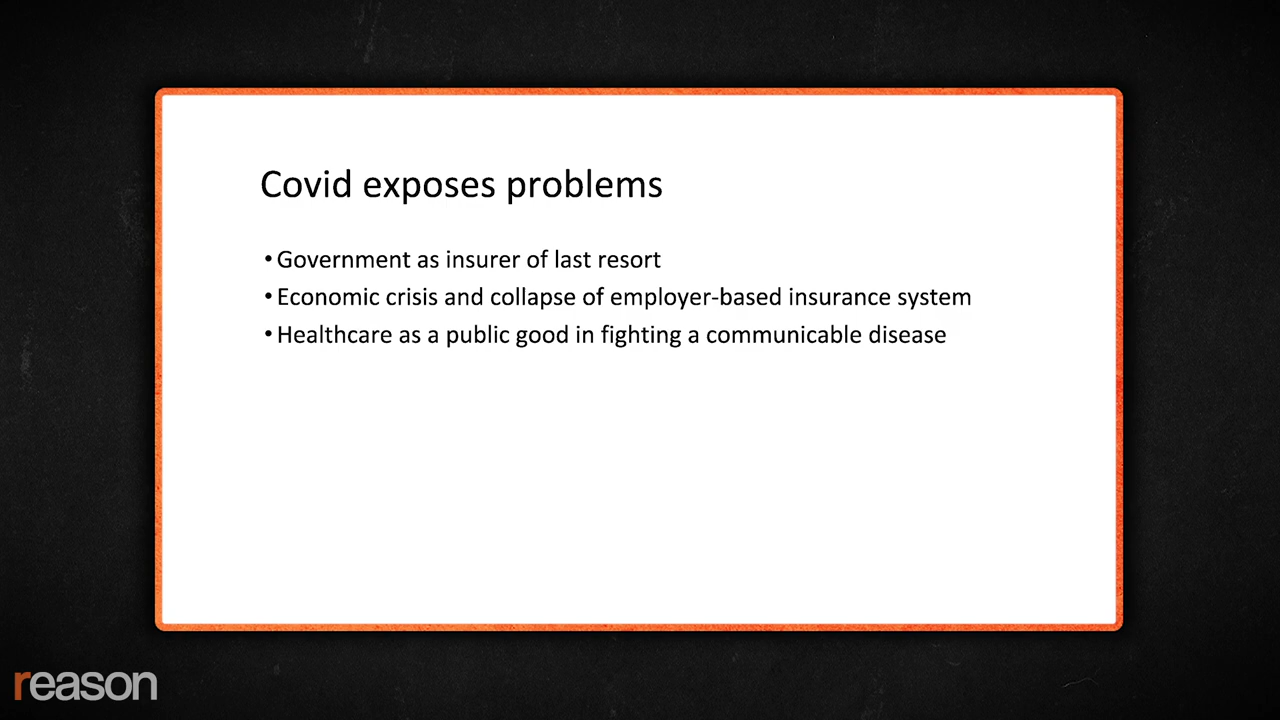 Covid exposes problems
• Government as insurer of last resort
• Economic crisis and collapse of employer-based insurance system
• Healthcare as a public good in fighting a communicable disease
reason